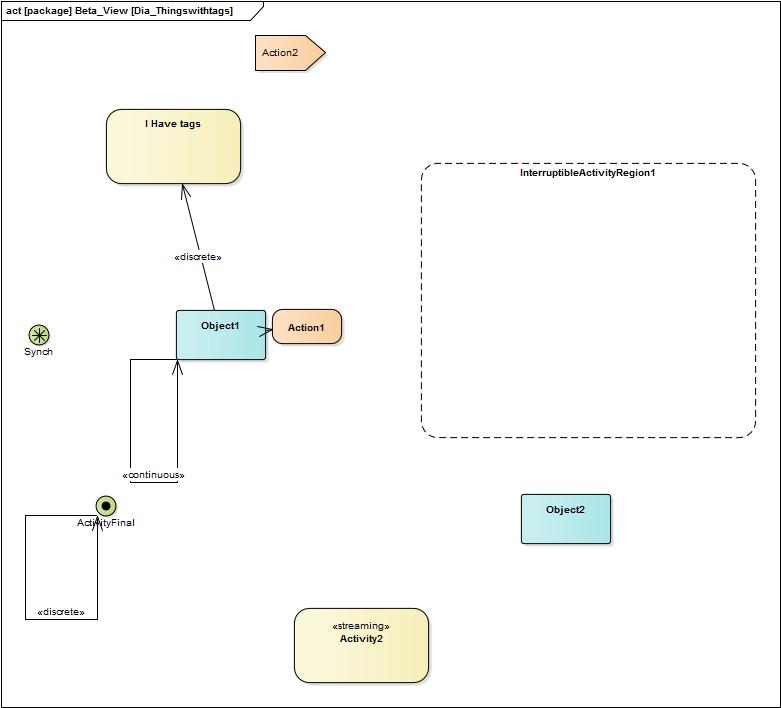 act [package] Beta_View [Dia_Thingswithtags]
Action2
I Have tags
InterruptibleActivityRegion1
«discrete»
Object1
Action1
Synch
«continuous»
ActivityFinal
Object2
«discrete»
«streaming»
Activity2